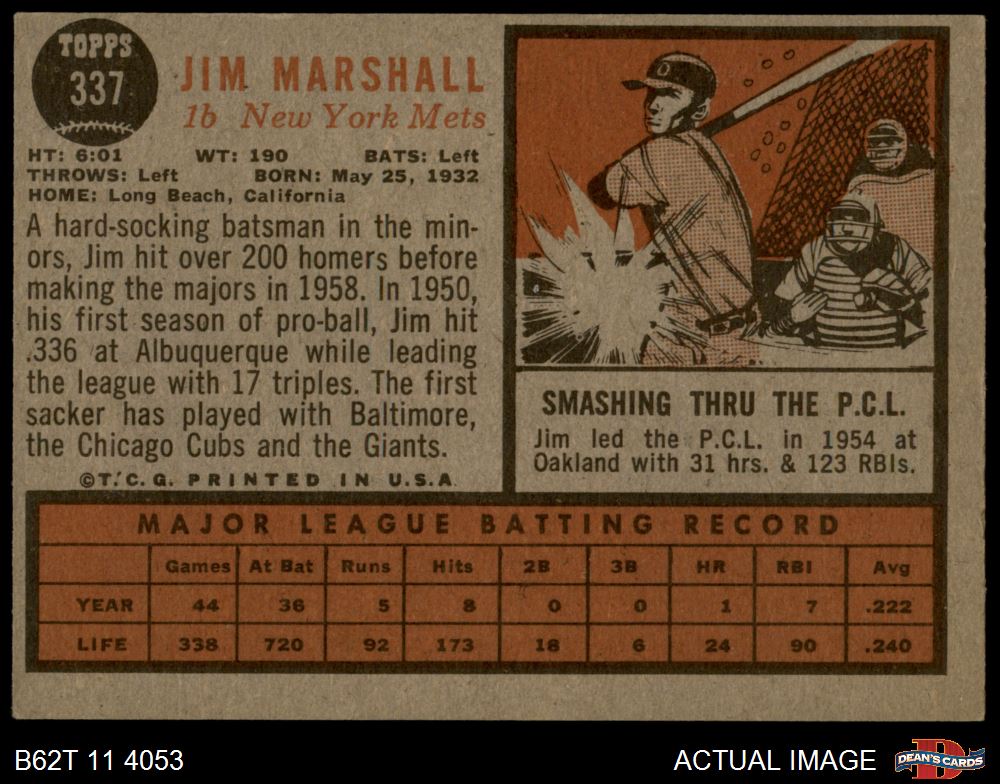 TOPPS
337
JIM MARSHALL
1b New York Mets
HT: 6:01 WT: 190 BATS: Left
THROWS: Left BORN: May 25, 1932
HOME: Long Beach, California
A hard-socking batsman in the min-
ors, Jim hit over 200 homers before
making the majors in 1958. In 1950,
his first season of pro-ball, Jim hit
.336 at Albuquerque while leading
the league with 17 triples. The first
sacker has played with Baltimore,
the Chicago Cubs and the Giants.
©T.C.G. PRINTED IN U.S.A.
O
SMASHING THRU THE P.C.L.
Jim led the P.C.L. in 1954 at
Oakland with 31 hrs. & 123 RBIs.
MAJOR LEAGUE BATTING RECORD
Games At Bat Runs Hits 2B 3B HR RBI Avg
YEAR 44 36 5 8 0 0 1 7 .222
LIFE 338 720 92 173 18 6 24 90 .240
B62T 11 4053
ACTUAL IMAGE
D
DEAN'S CARDS